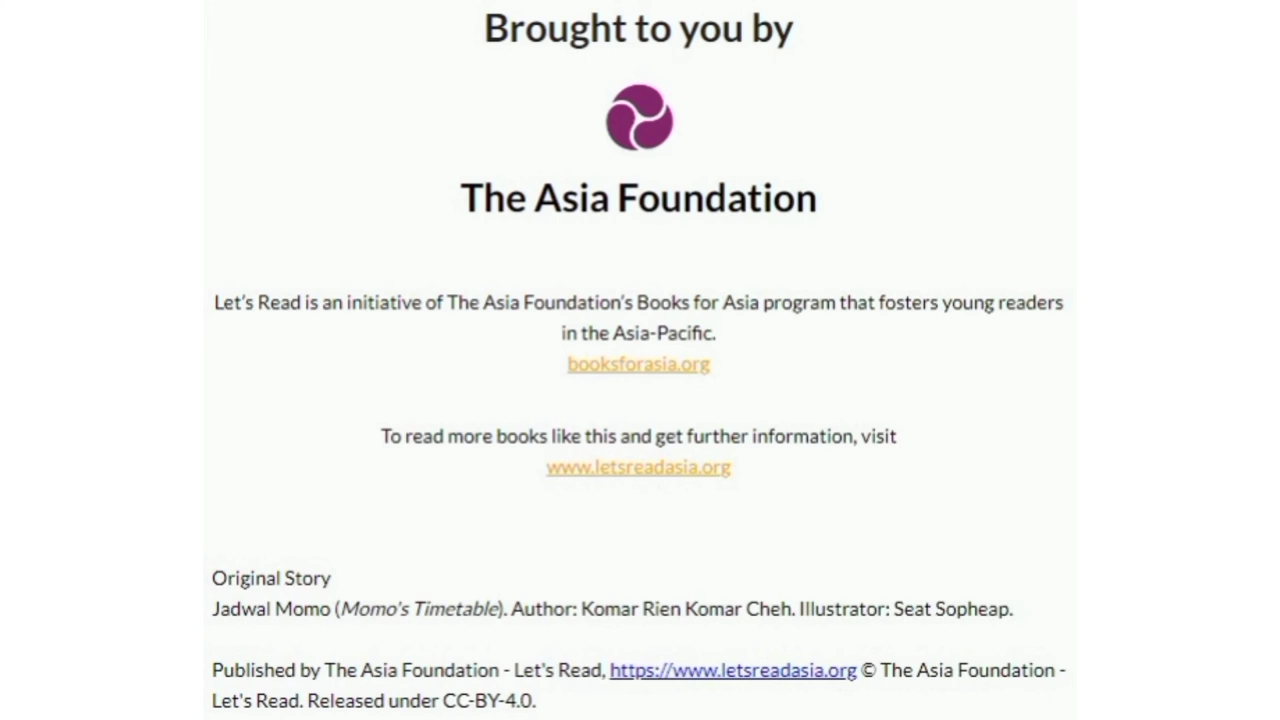 Brought to you by
The Asia Foundation
Let's Read is an initiative of The Asia Foundation's Books for Asia program that fosters young readers
in the Asia-Pacific.
booksforasia.org
To read more books like this and get further information, visit
www.letsreadasia.org
Original Story
Jadwal Momo (Momo's Timetable). Author: Komar Rien Komar Cheh. Illustrator: Seat Sopheap.
Published by The Asia Foundation - Let's Read, https://www.letsreadasia.org © The Asia Foundation -
Let's Read. Released under CC-BY-4.0.